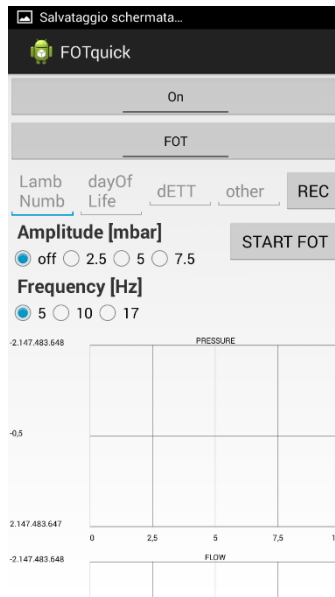 Salvataggio schermata…
FOTquick
On
FOT
Lamb Numb
dayOf Life
dETT
other
REC
Amplitude [mbar]
START FOT
off 2.5 5 7.5
Frequency [Hz]
5 10 17
PRESSURE
-2.147.483.648
-0,5
2.147.483.647
0 2,5 5 7,5 1
FLOW
-2.147.483.648